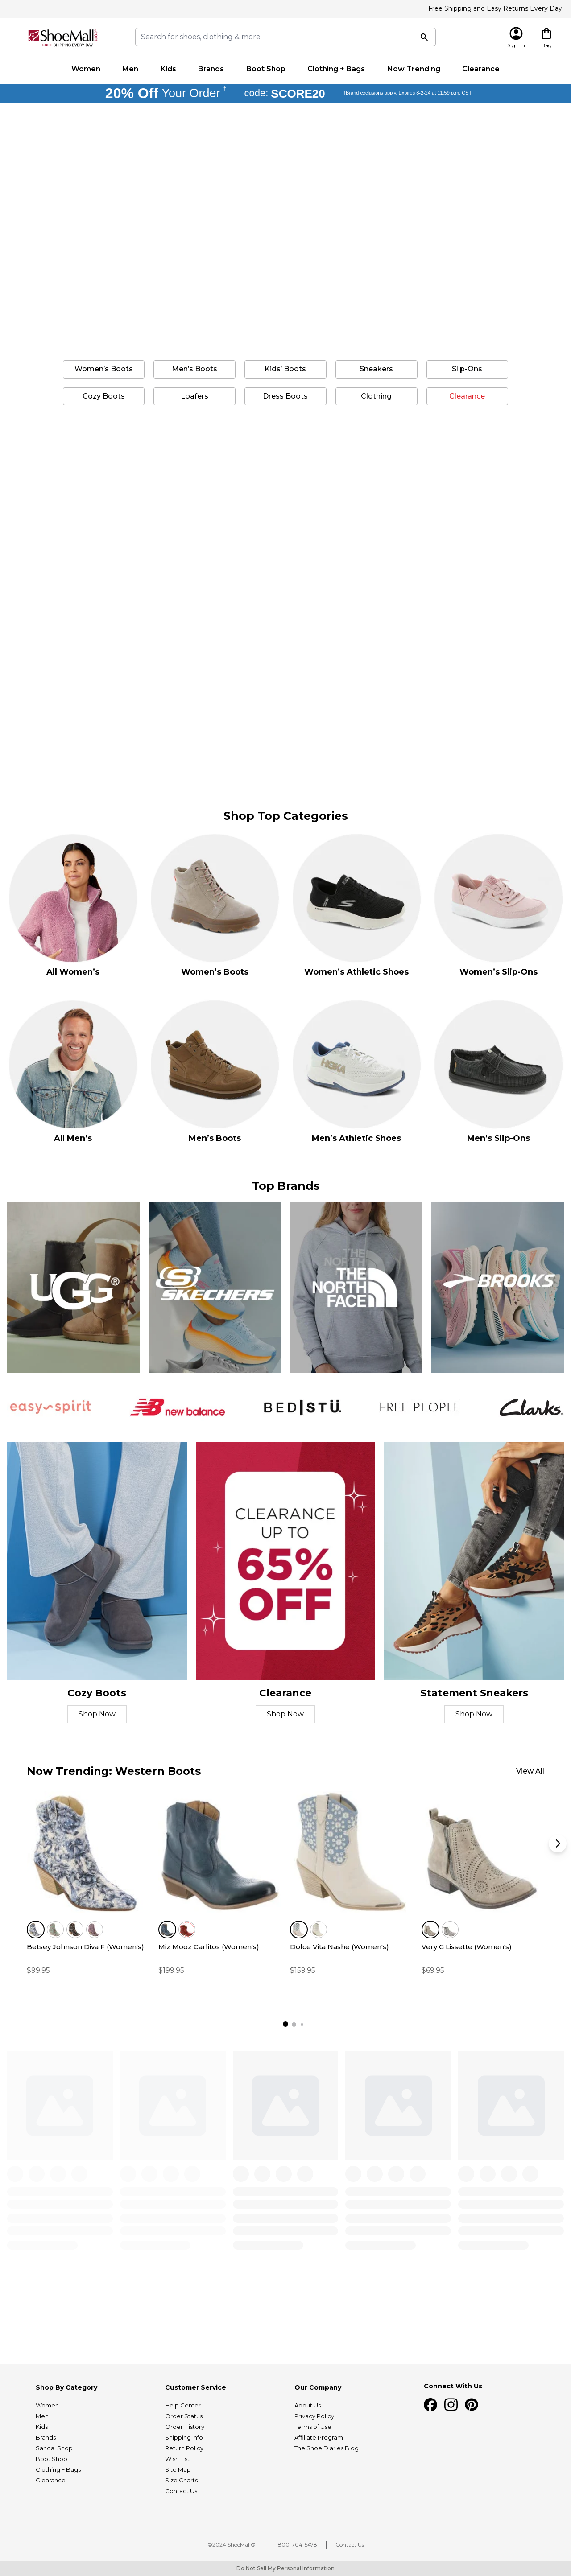 Free Shipping and Easy Returns Every Day
ShoeMall
FREE SHIPPING EVERY DAY
Search for shoes, clothing & more
Sign In
Bag
Women Men Kids Brands Boot Shop Clothing + Bags Now Trending Clearance
20% Off Your Order † code: SCORE20 †Brand exclusions apply. Expires 8-2-24 at 11:59 p.m. CST.
Women's Boots Men's Boots Kids' Boots Sneakers Slip-Ons
Cozy Boots Loafers Dress Boots Clothing Clearance
Shop Top Categories
All Women's Women's Boots Women's Athletic Shoes Women's Slip-Ons
All Men's Men's Boots Men's Athletic Shoes Men's Slip-Ons
Top Brands
UGG® SKECHERS THE NORTH FACE BROOKS
easy spirit new balance BED|STÜ. FREE PEOPLE Clarks.
CLEARANCE
UP TO
65%
OFF
Cozy Boots Clearance Statement Sneakers
Shop Now Shop Now Shop Now
Now Trending: Western Boots View All
Betsey Johnson Diva F (Women's) Miz Mooz Carlitos (Women's) Dolce Vita Nashe (Women's) Very G Lissette (Women's)
$99.95 $199.95 $159.95 $69.95
Shop By Category
Women
Men
Kids
Brands
Sandal Shop
Boot Shop
Clothing + Bags
Clearance
Customer Service
Help Center
Order Status
Order History
Shipping Info
Return Policy
Wish List
Site Map
Size Charts
Contact Us
Our Company
About Us
Privacy Policy
Terms of Use
Affiliate Program
The Shoe Diaries Blog
Connect With Us
©2024 ShoeMall® 1-800-704-5478 Contact Us
Do Not Sell My Personal Information